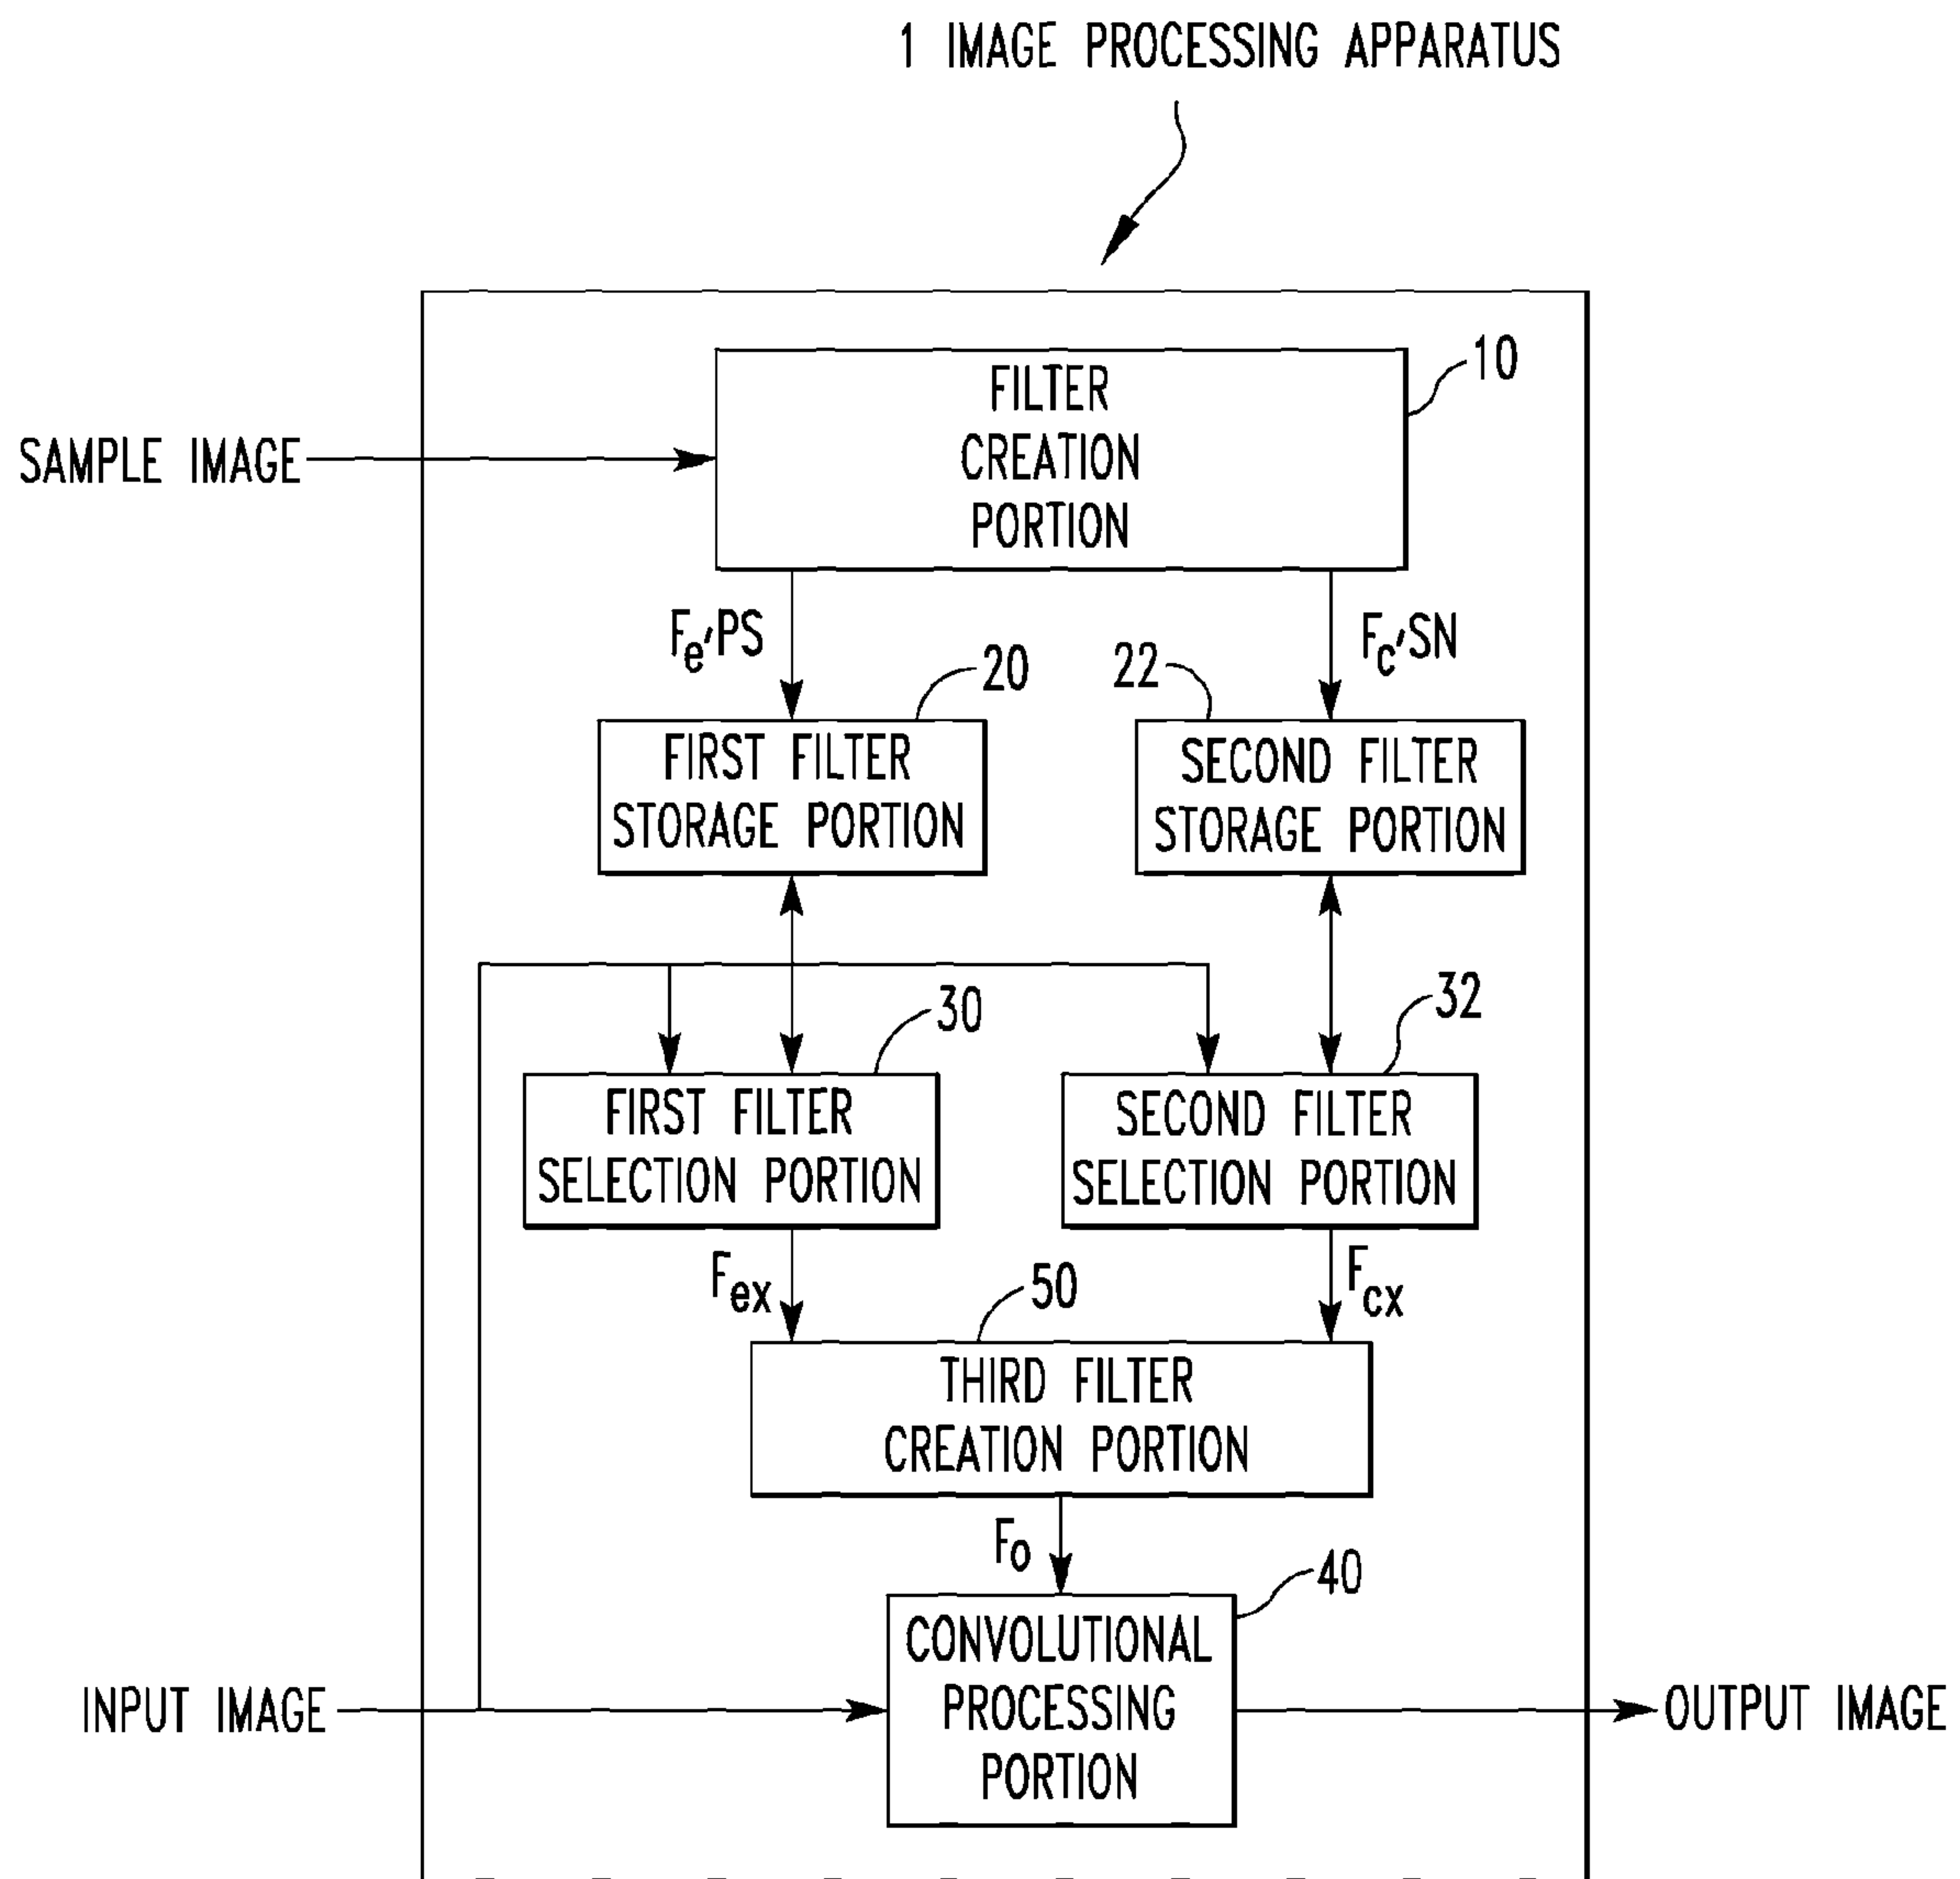 1 IMAGE PROCESSING APPARATUS
FILTER
CREATION
PORTION
10
SAMPLE IMAGE
Fe,PS
Fc,SN
20
22
FIRST FILTER
STORAGE PORTION
SECOND FILTER
STORAGE PORTION
30
32
FIRST FILTER
SELECTION PORTION
SECOND FILTER
SELECTION PORTION
Fex
50
Fcx
THIRD FILTER
CREATION PORTION
Fo
40
CONVOLUTIONAL
PROCESSING
PORTION
INPUT IMAGE
OUTPUT IMAGE